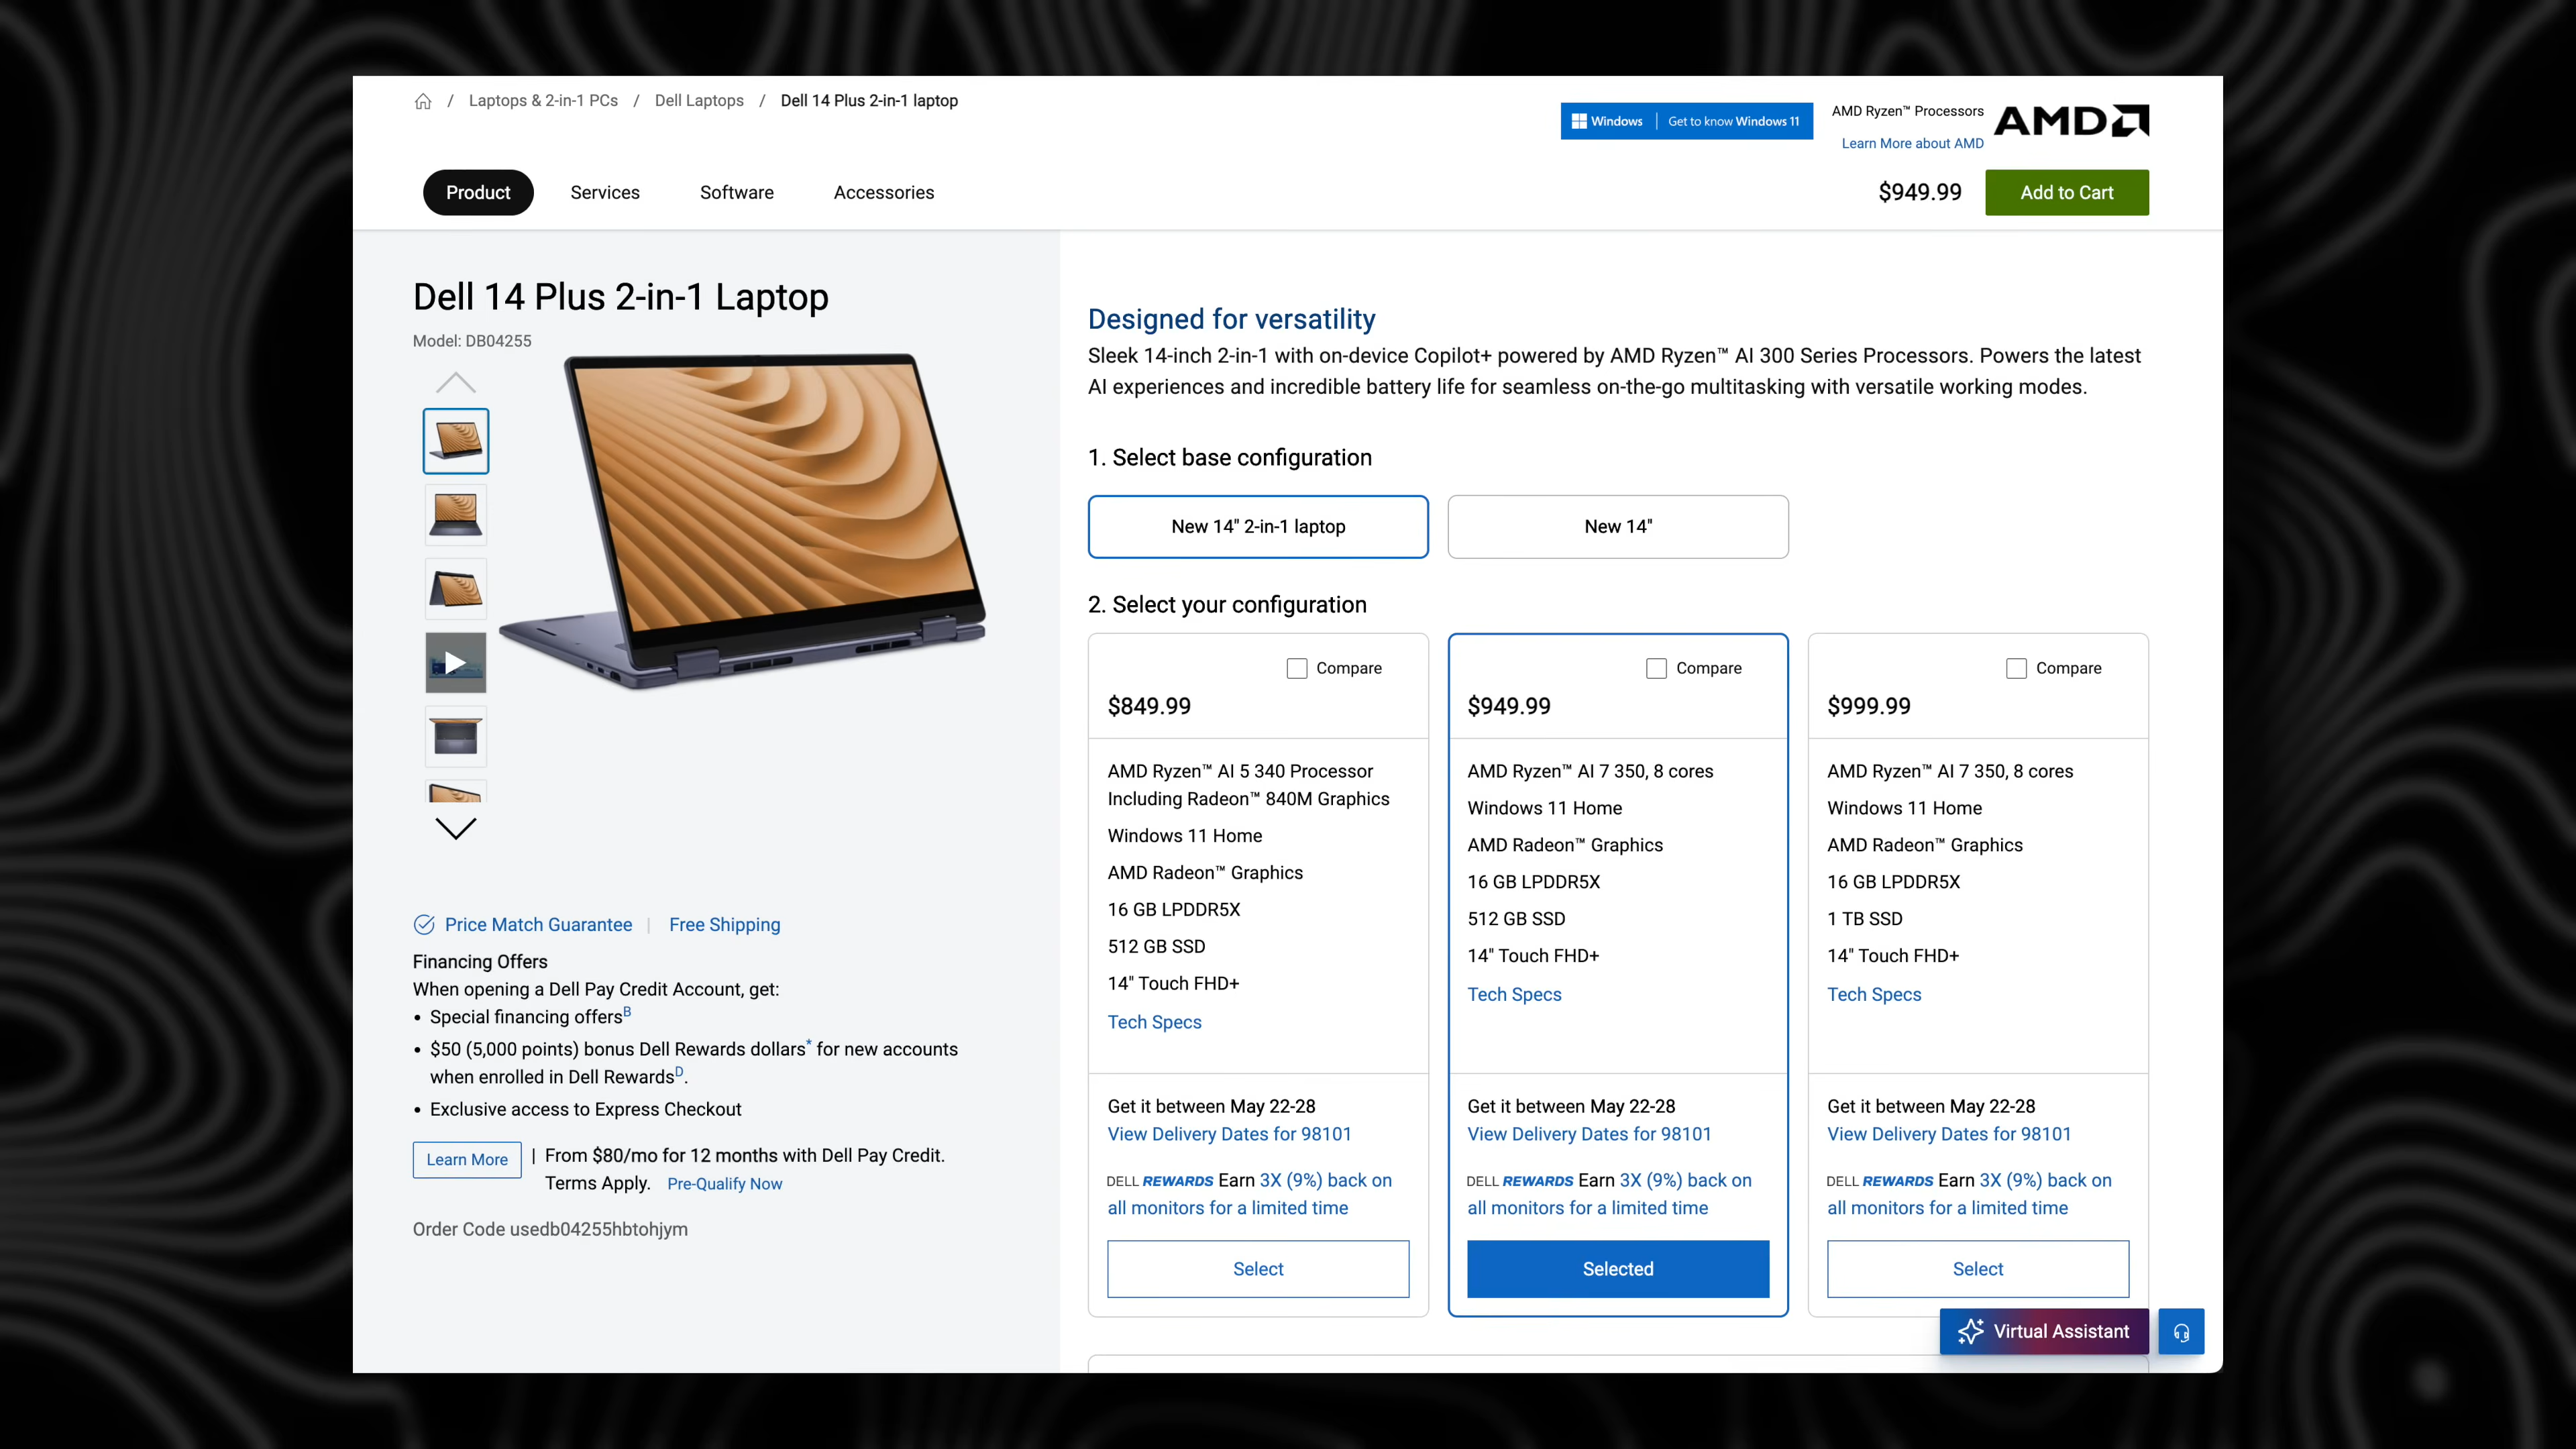 / Laptops & 2-in-1 PCs / Dell Laptops / Dell 14 Plus 2-in-1 laptop
Windows | Get to know Windows 11
AMD Ryzen™ Processors
Learn More about AMD
AMD
Product
Services
Software
Accessories
$949.99
Add to Cart
Dell 14 Plus 2-in-1 Laptop
Model: DB04255
Price Match Guarantee | Free Shipping
Financing Offers
When opening a Dell Pay Credit Account, get:
• Special financing offersB
• $50 (5,000 points) bonus Dell Rewards dollars* for new accounts
when enrolled in Dell RewardsD.
• Exclusive access to Express Checkout
Learn More
| From $80/mo for 12 months with Dell Pay Credit.
Terms Apply. Pre-Qualify Now
Order Code usedb04255hbtohjym
Designed for versatility
Sleek 14-inch 2-in-1 with on-device Copilot+ powered by AMD Ryzen™ AI 300 Series Processors. Powers the latest
AI experiences and incredible battery life for seamless on-the-go multitasking with versatile working modes.
1. Select base configuration
New 14" 2-in-1 laptop
New 14"
2. Select your configuration
Compare
$849.99
AMD Ryzen™ AI 5 340 Processor
Including Radeon™ 840M Graphics
Windows 11 Home
AMD Radeon™ Graphics
16 GB LPDDR5X
512 GB SSD
14" Touch FHD+
Tech Specs
Get it between May 22-28
View Delivery Dates for 98101
DELL REWARDS Earn 3X (9%) back on
all monitors for a limited time
Select
Compare
$949.99
AMD Ryzen™ AI 7 350, 8 cores
Windows 11 Home
AMD Radeon™ Graphics
16 GB LPDDR5X
512 GB SSD
14" Touch FHD+
Tech Specs
Get it between May 22-28
View Delivery Dates for 98101
DELL REWARDS Earn 3X (9%) back on
all monitors for a limited time
Selected
Compare
$999.99
AMD Ryzen™ AI 7 350, 8 cores
Windows 11 Home
AMD Radeon™ Graphics
16 GB LPDDR5X
1 TB SSD
14" Touch FHD+
Tech Specs
Get it between May 22-28
View Delivery Dates for 98101
DELL REWARDS Earn 3X (9%) back on
all monitors for a limited time
Select
Virtual Assistant